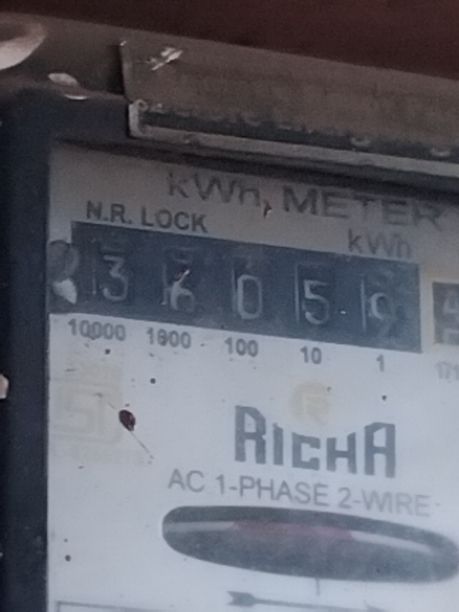 kWh METER
N.R. LOCK
kWh
3 6 0 5 9
10000 1000 100 10 1
RICHA
AC 1-PHASE 2-WIRE